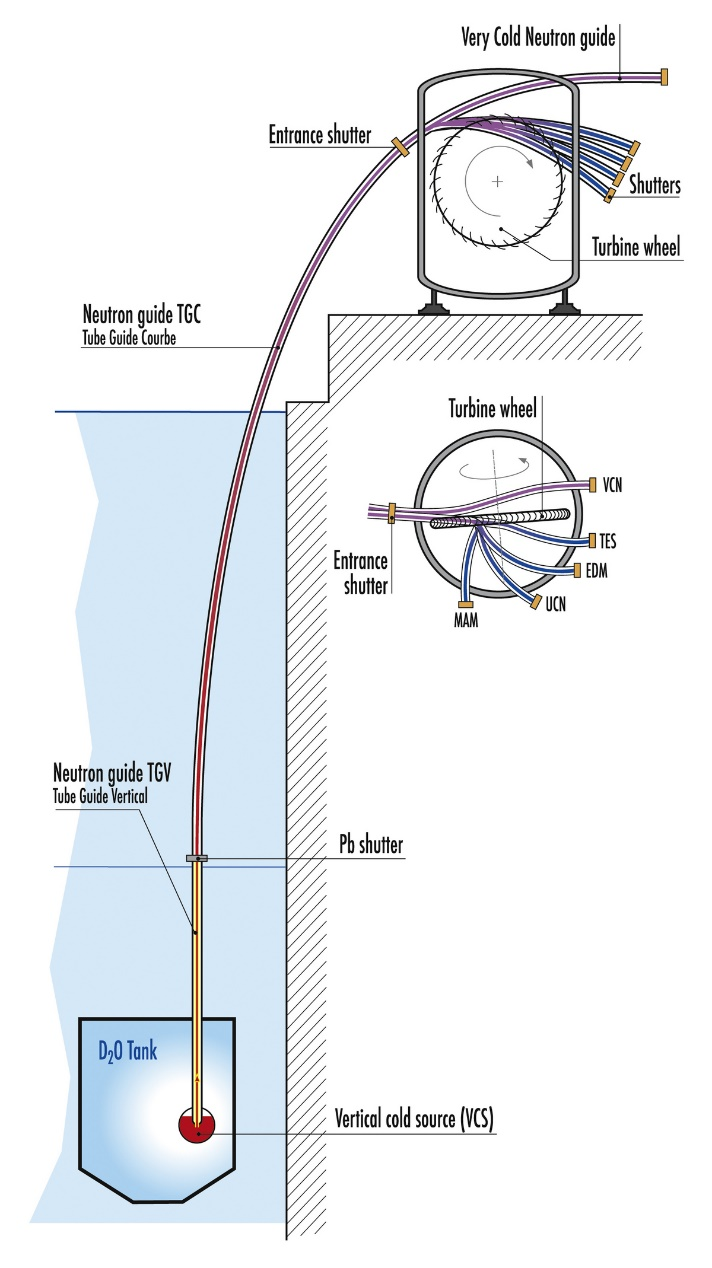 Very Cold Neutron guide
Entrance shutter
Shutters
Turbine wheel
Neutron guide TGC
Tube Guide Courbe
Turbine wheel
VCN
TES
EDM
UCN
MAM
Entrance
shutter
Neutron guide TGV
Tube Guide Vertical
Pb shutter
D₂O Tank
Vertical cold source (VCS)